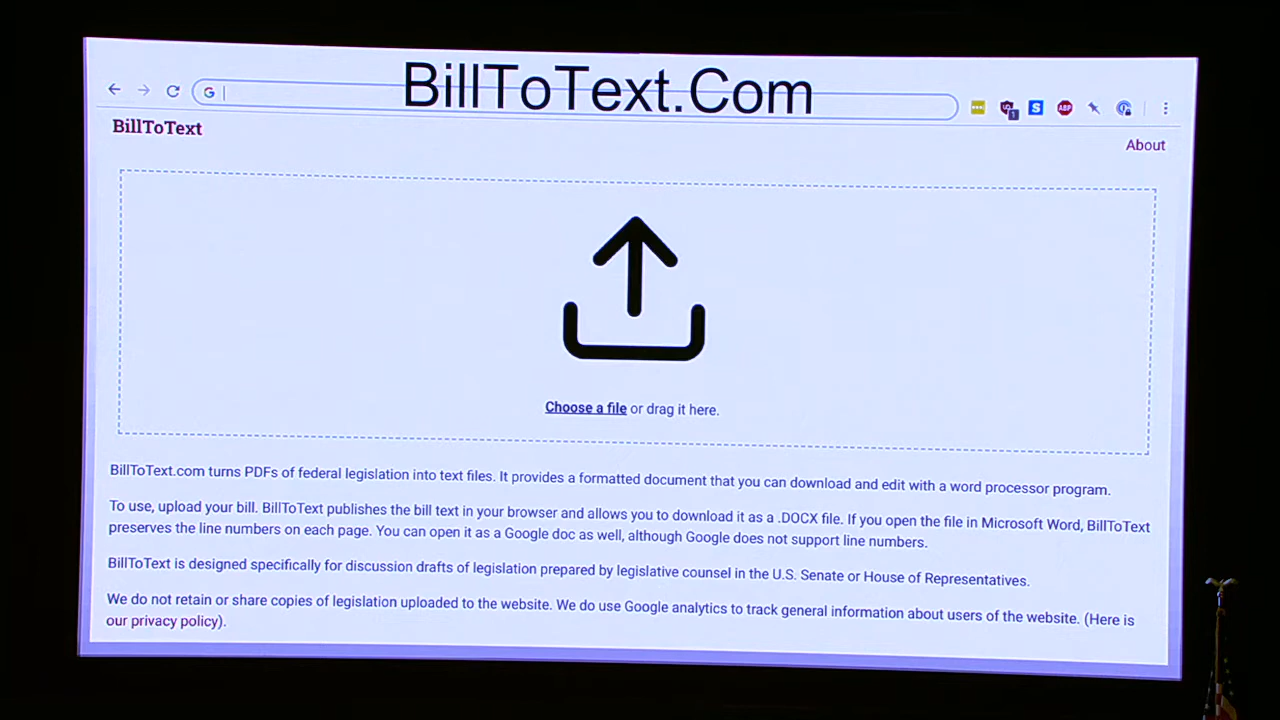 BillToText.Com
G
1
S
ABP
BillToText
About
Choose a file or drag it here.
BillToText.com turns PDFs of federal legislation into text files. It provides a formatted document that you can download and edit with a word processor program.
To use, upload your bill. BillToText publishes the bill text in your browser and allows you to download it as a .DOCX file. If you open the file in Microsoft Word, BillToText
preserves the line numbers on each page. You can open it as a Google doc as well, although Google does not support line numbers.
BillToText is designed specifically for discussion drafts of legislation prepared by legislative counsel in the U.S. Senate or House of Representatives.
We do not retain or share copies of legislation uploaded to the website. We do use Google analytics to track general information about users of the website. (Here is
our privacy policy).